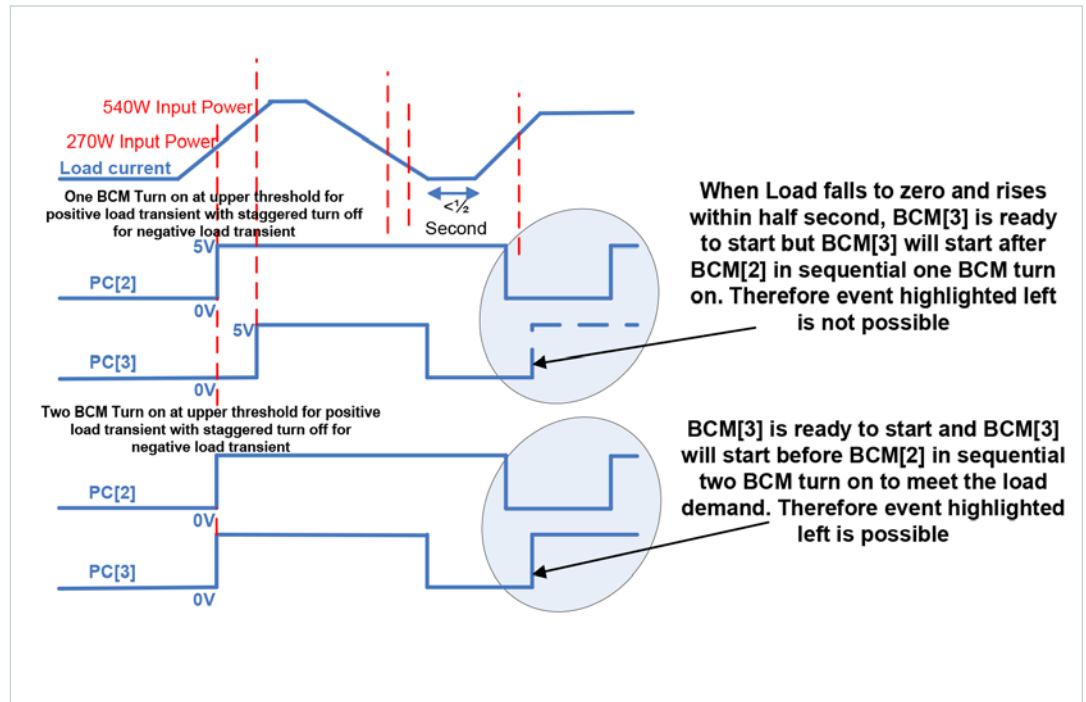 540W Input Power
270W Input Power
Load current
One BCM Turn on at upper threshold for
positive load transient with staggered turn off
for negative load transient
<½
Second
5V
PC[2]
0V
5V
PC[3]
0V
Two BCM Turn on at upper threshold for positive
load transient with staggered turn off for
negative load transient
PC[2]
0V
PC[3]
0V
When Load falls to zero and rises
within half second, BCM[3] is ready
to start but BCM[3] will start after
BCM[2] in sequential one BCM turn
on. Therefore event highlighted left
is not possible
BCM[3] is ready to start and BCM[3]
will start before BCM[2] in sequential
two BCM turn on to meet the load
demand. Therefore event highlighted
left is possible